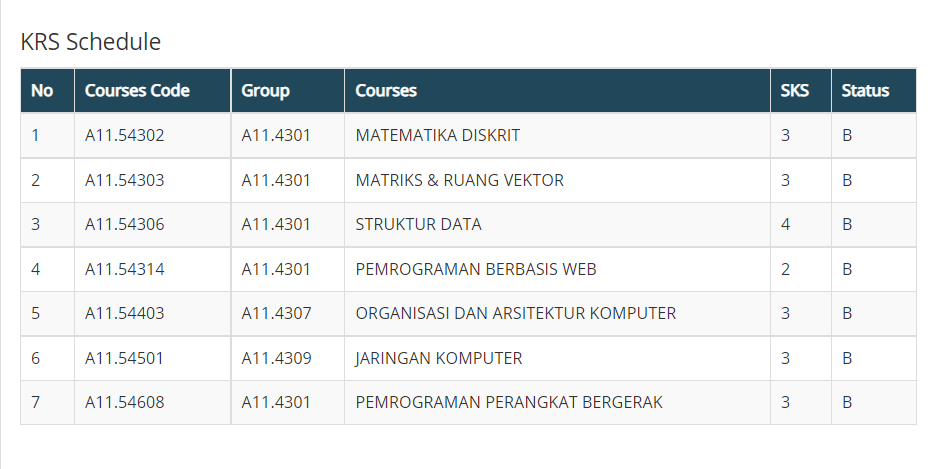 KRS Schedule
No Courses Code Group Courses SKS Status
1 A11.54302 A11.4301 MATEMATIKA DISKRIT 3 B
2 A11.54303 A11.4301 MATRIKS & RUANG VEKTOR 3 B
3 A11.54306 A11.4301 STRUKTUR DATA 4 B
4 A11.54314 A11.4301 PEMROGRAMAN BERBASIS WEB 2 B
5 A11.54403 A11.4307 ORGANISASI DAN ARSITEKTUR KOMPUTER 3 B
6 A11.54501 A11.4309 JARINGAN KOMPUTER 3 B
7 A11.54608 A11.4301 PEMROGRAMAN PERANGKAT BERGERAK 3 B